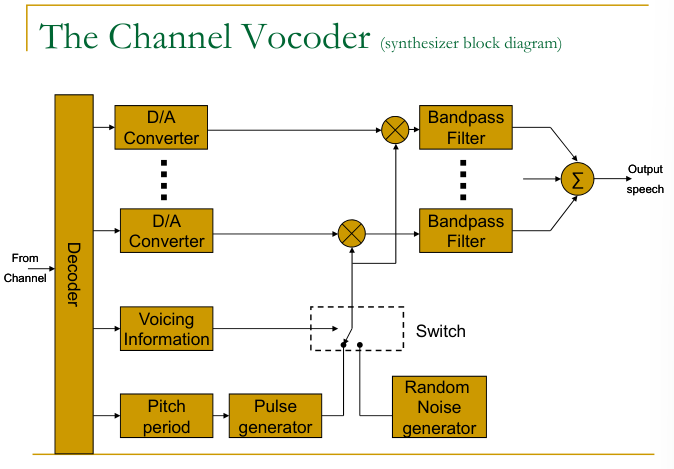 The Channel Vocoder (synthesizer block diagram)
D/A
Converter
Bandpass
Filter
Σ
Output
speech
D/A
Converter
Bandpass
Filter
From
Channel
Decoder
Voicing
Information
Switch
Pitch
period
Pulse
generator
Random
Noise
generator